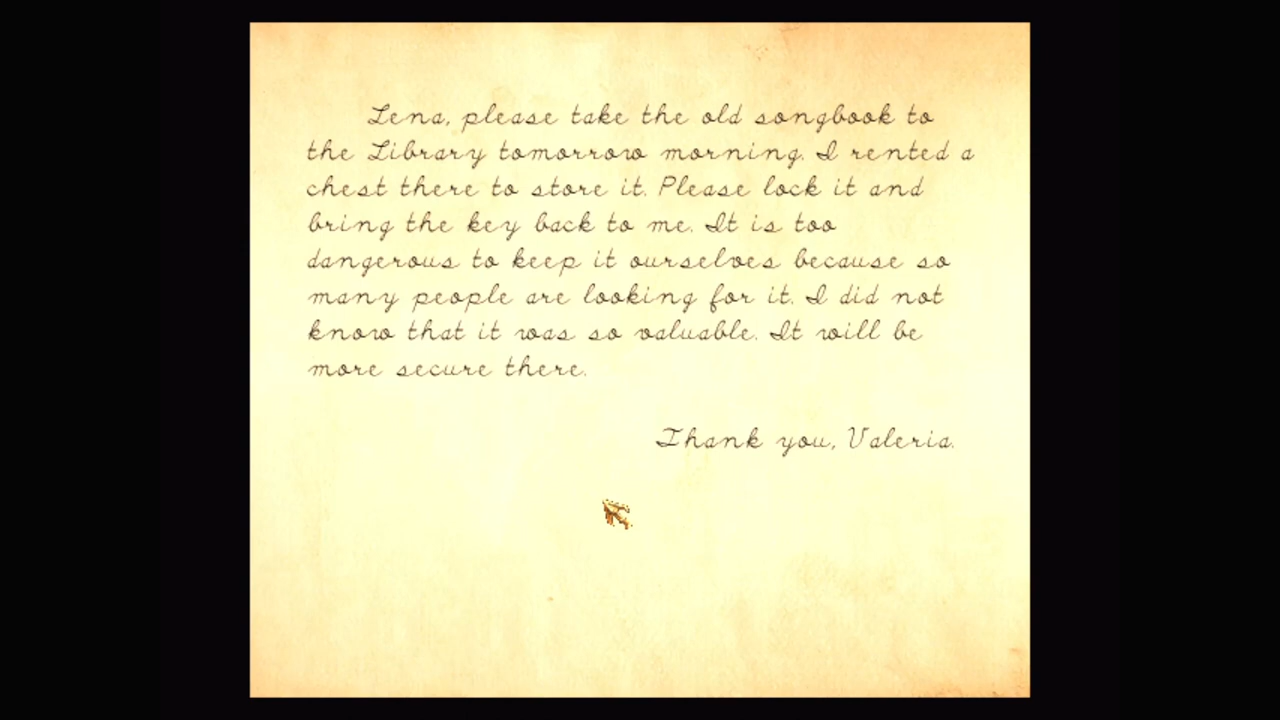 Lena, please take the old songbook to
the Library tomorrow morning. I rented a
chest there to store it. Please lock it and
bring the key back to me. It is too
dangerous to keep it ourselves because so
many people are looking for it. I did not
know that it was so valuable. It will be
more secure there.
Thank you, Valeria.